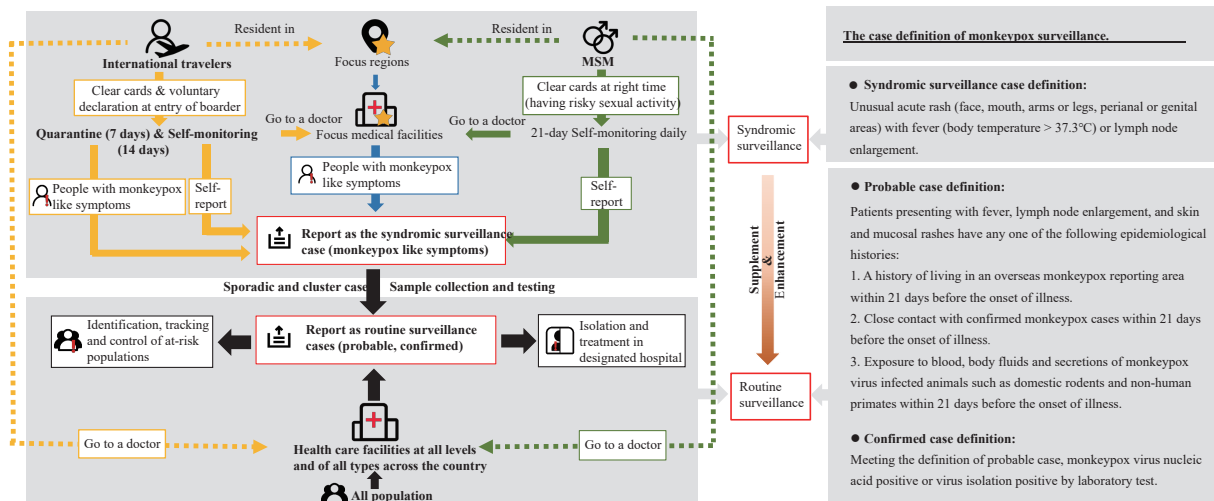 Resident in
Resident in
International travelers
Focus regions
MSM
Clear cards & voluntary
declaration at entry of boarder
Clear cards at right time
(having risky sexual activity)
Go to a doctor
Go to a doctor
Quarantine (7 days) & Self-monitoring
(14 days)
Focus medical facilities
21-day Self-monitoring daily
People with monkeypox
like symptoms
Self-
report
People with monkeypox
like symptoms
Self-
report
Report as the syndromic surveillance
case (monkeypox like symptoms)
Sporadic and cluster case
Sample collection and testing
Identification, tracking
and control of at-risk
populations
Report as routine surveillance
cases (probable, confirmed)
Isolation and
treatment in
designated hospital
Go to a doctor
Go to a doctor
Health care facilities at all levels
and of all types across the country
All population
Syndromic
surveillance
Supplement
&
Enhancement
Routine
surveillance
The case definition of monkeypox surveillance.
● Syndromic surveillance case definition:
Unusual acute rash (face, mouth, arms or legs, perianal or genital
areas) with fever (body temperature > 37.3℃) or lymph node
enlargement.
● Probable case definition:
Patients presenting with fever, lymph node enlargement, and skin
and mucosal rashes have any one of the following epidemiological
histories:
1. A history of living in an overseas monkeypox reporting area
within 21 days before the onset of illness.
2. Close contact with confirmed monkeypox cases within 21 days
before the onset of illness.
3. Exposure to blood, body fluids and secretions of monkeypox
virus infected animals such as domestic rodents and non-human
primates within 21 days before the onset of illness.
● Confirmed case definition:
Meeting the definition of probable case, monkeypox virus nucleic
acid positive or virus isolation positive by laboratory test.